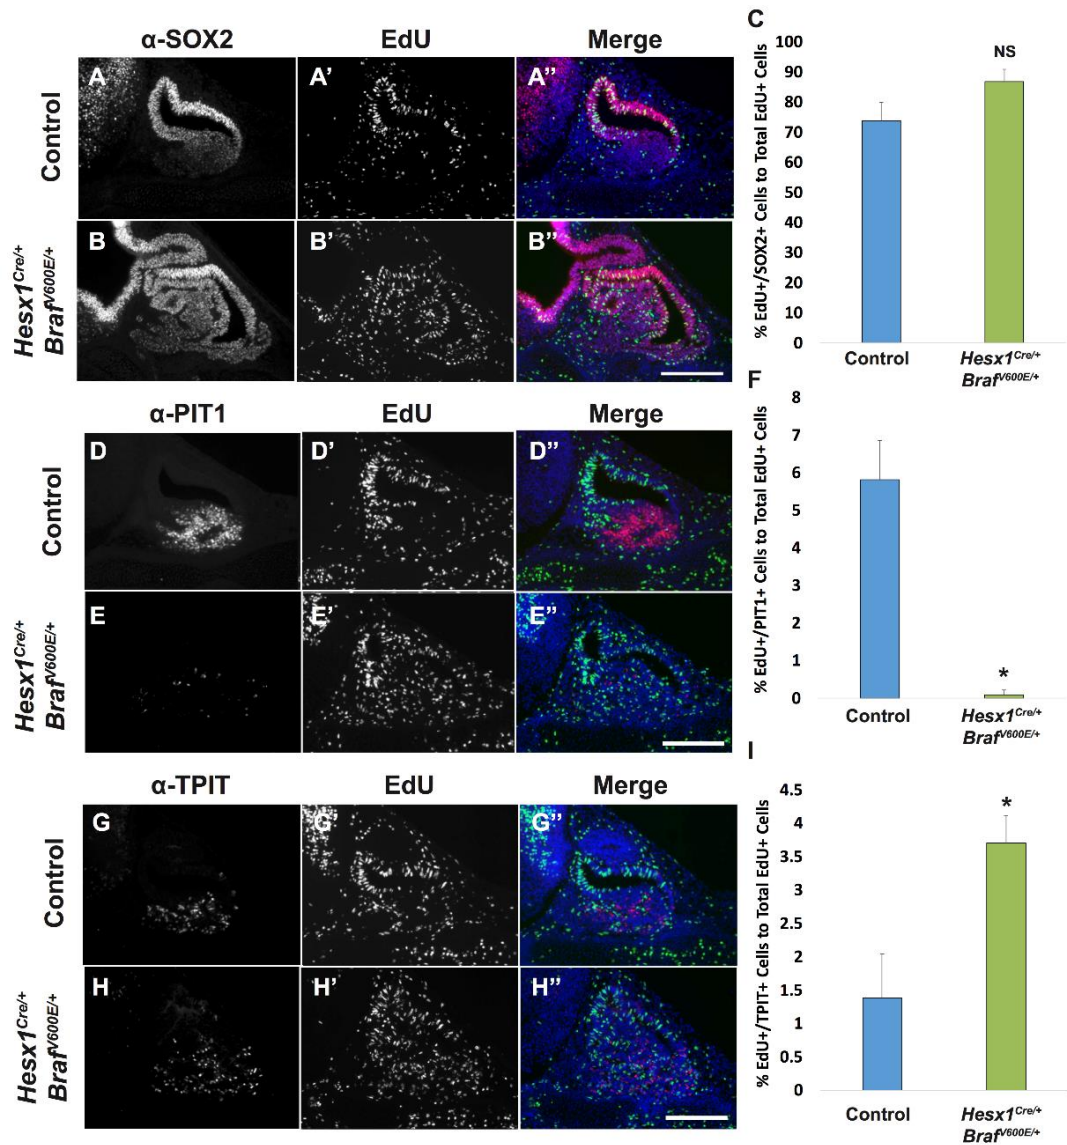 α-SOX2 EdU Merge
Control
A A' A''
Hesx1Cre/+
BrafV600E/+
B B' B''
C
% EdU+/SOX2+ Cells to Total EdU+ Cells
100
90
80
70
60
50
40
30
20
10
0
NS
Control Hesx1Cre/+
BrafV600E/+
α-PIT1 EdU Merge
Control
D D' D''
Hesx1Cre/+
BrafV600E/+
E E' E''
F
% EdU+/PIT1+ Cells to Total EdU+ Cells
8
7
6
5
4
3
2
1
0
*
Control Hesx1Cre/+
BrafV600E/+
α-TPIT EdU Merge
Control
G G' G''
Hesx1Cre/+
BrafV600E/+
H H' H''
I
% EdU+/TPIT+ Cells to Total EdU+ Cells
4.5
4
3.5
3
2.5
2
1.5
1
0.5
0
*
Control Hesx1Cre/+
BrafV600E/+